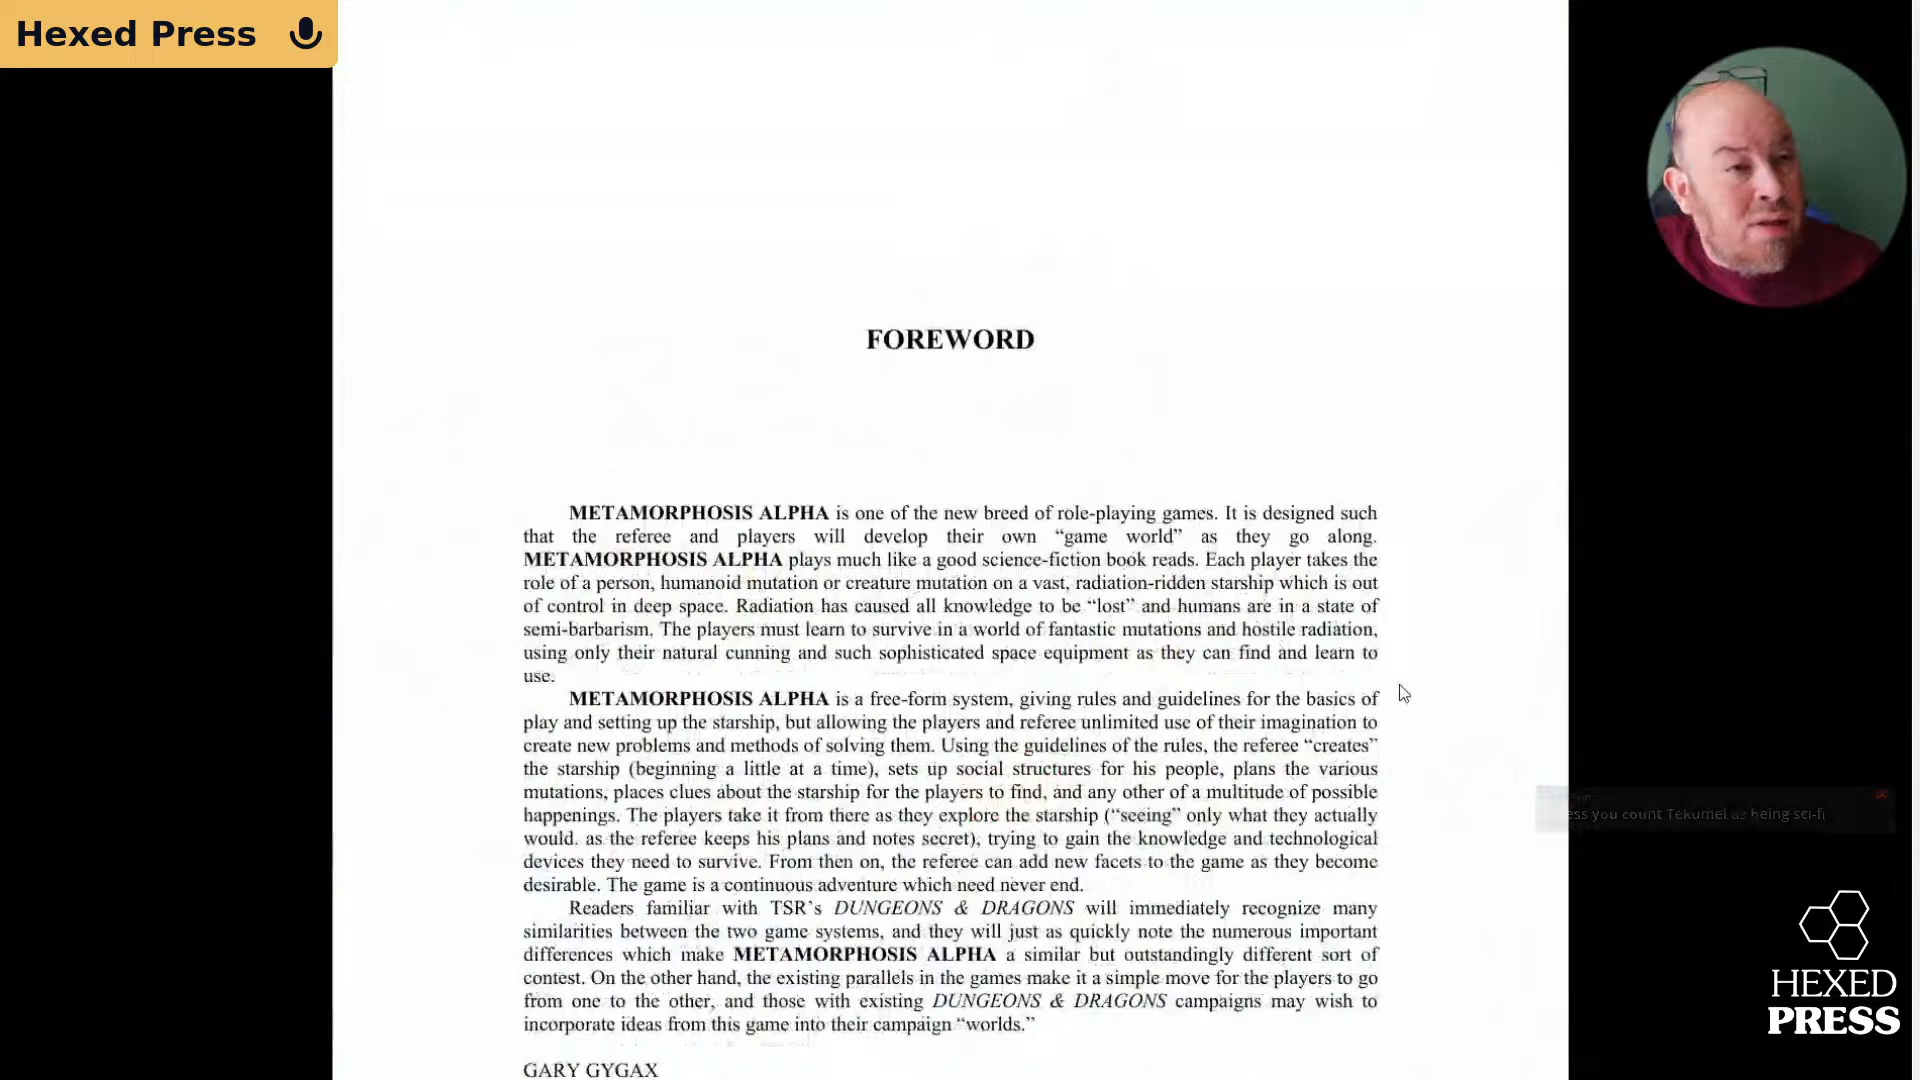 Hexed Press
FOREWORD
METAMORPHOSIS ALPHA is one of the new breed of role-playing games. It is designed such
that the referee and players will develop their own “game world” as they go along.
METAMORPHOSIS ALPHA plays much like a good science-fiction book reads. Each player takes the
role of a person, humanoid mutation or creature mutation on a vast, radiation-ridden starship which is out
of control in deep space. Radiation has caused all knowledge to be “lost” and humans are in a state of
semi-barbarism. The players must learn to survive in a world of fantastic mutations and hostile radiation,
using only their natural cunning and such sophisticated space equipment as they can find and learn to
use.
METAMORPHOSIS ALPHA is a free-form system, giving rules and guidelines for the basics of
play and setting up the starship, but allowing the players and referee unlimited use of their imagination to
create new problems and methods of solving them. Using the guidelines of the rules, the referee “creates”
the starship (beginning a little at a time), sets up social structures for his people, plans the various
mutations, places clues about the starship for the players to find, and any other of a multitude of possible
happenings. The players take it from there as they explore the starship (“seeing” only what they actually
would. as the referee keeps his plans and notes secret), trying to gain the knowledge and technological
devices they need to survive. From then on, the referee can add new facets to the game as they become
desirable. The game is a continuous adventure which need never end.
Readers familiar with TSR’s DUNGEONS & DRAGONS will immediately recognize many
similarities between the two game systems, and they will just as quickly note the numerous important
differences which make METAMORPHOSIS ALPHA a similar but outstandingly different sort of
contest. On the other hand, the existing parallels in the games make it a simple move for the players to go
from one to the other, and those with existing DUNGEONS & DRAGONS campaigns may wish to
incorporate ideas from this game into their campaign “worlds.”
GARY GYGAX
you count Tekumel as being sci-fi
HEXED
PRESS